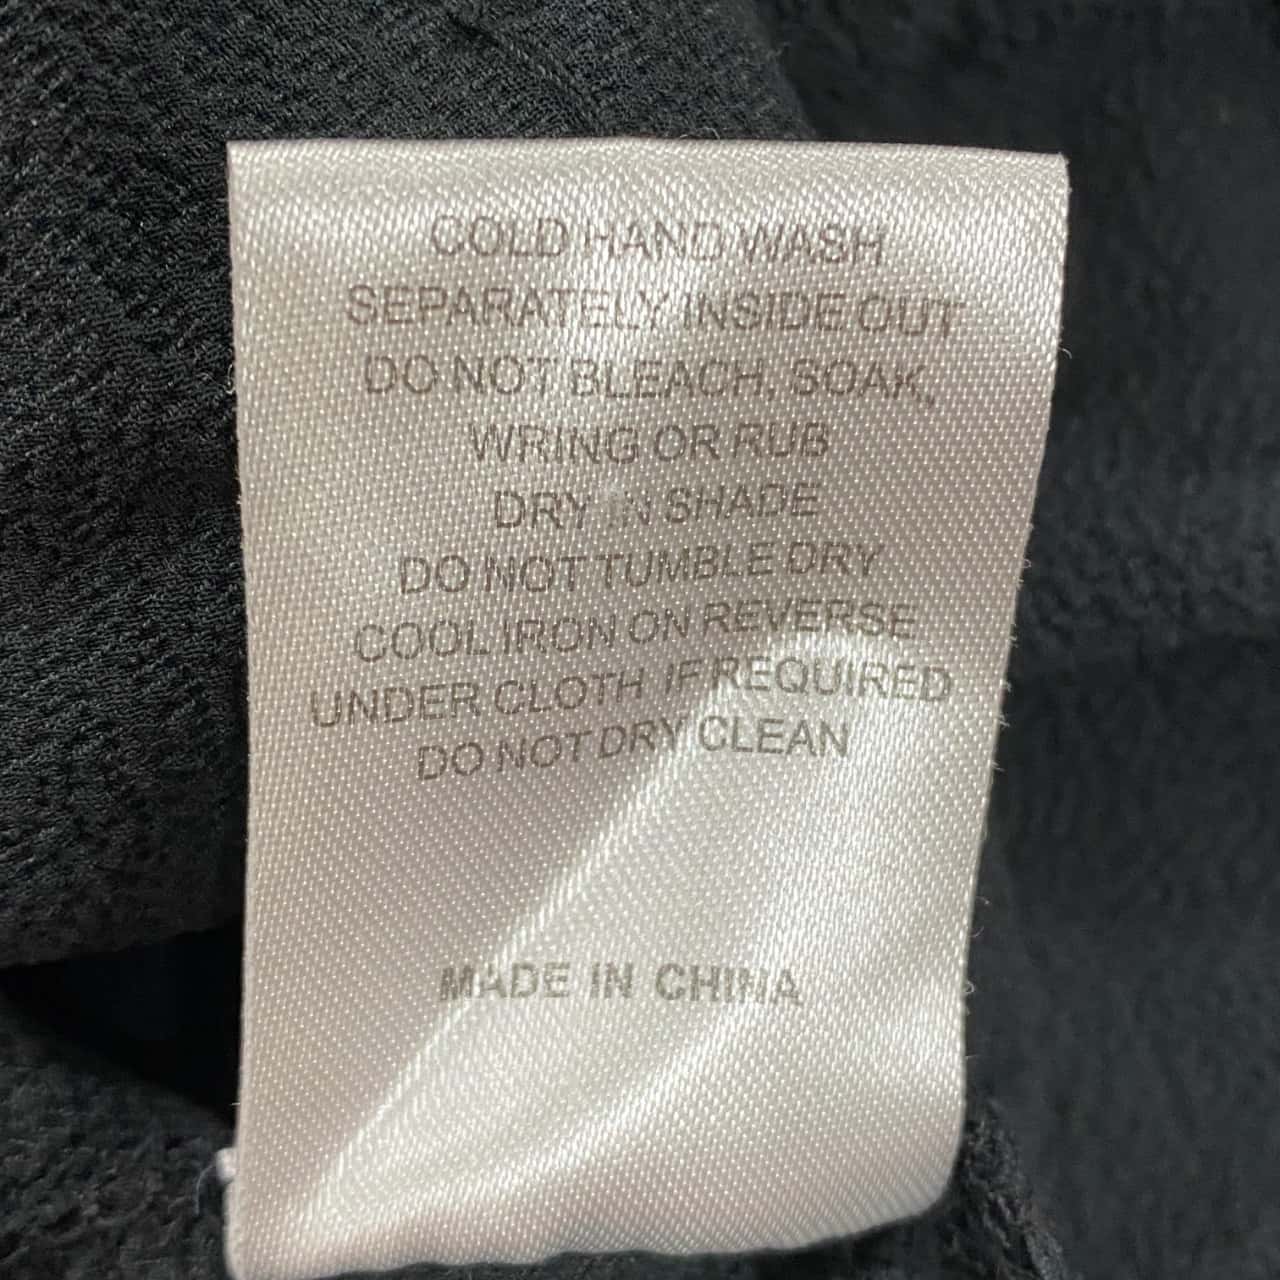 COLD HAND WASH
SEPARATELY INSIDE OUT
DO NOT BLEACH, SOAK,
WRING OR RUB
DRY IN SHADE
DO NOT TUMBLE DRY
COOL IRON ON REVERSE
UNDER CLOTH IF REQUIRED
DO NOT DRY CLEAN
MADE IN CHINA